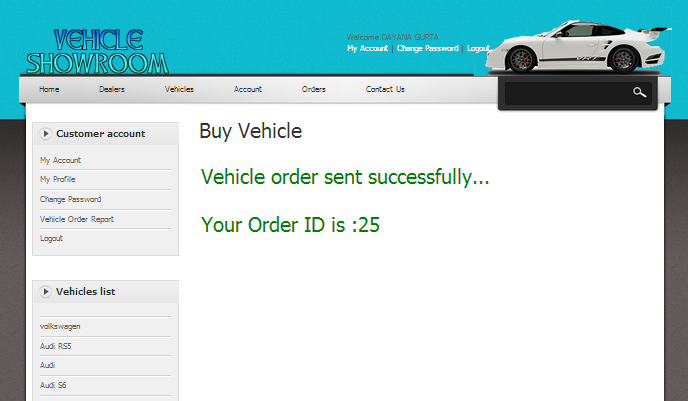 VEHICLE
SHOWROOM
Welcome DAYANA GUPTA
My Account | Change Password | Logout
Home Dealers Vehicles Account Orders Contact Us
Customer account
My Account
My Profile
Change Password
Vehicle Order Report
Logout
Vehicles list
volkswagen
Audi RS5
Audi
Audi S6
Buy Vehicle
Vehicle order sent successfully...
Your Order ID is :25